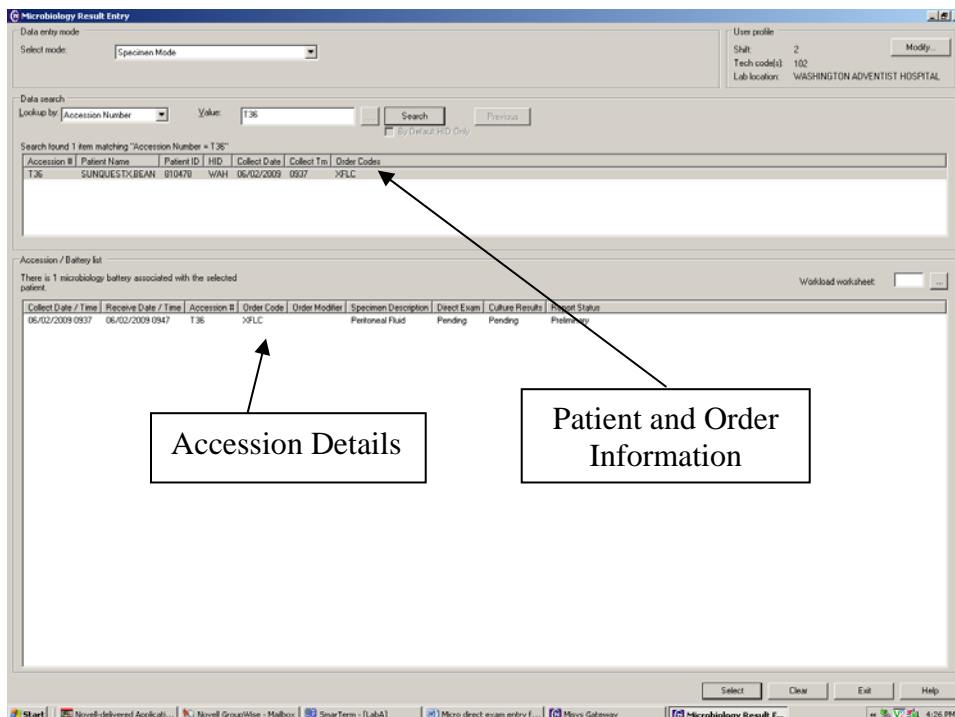 Microbiology Result Entry
Data entry mode
Select mode: Specimen Mode
User profile
Shift: 2 Modify...
Tech code(s): 102
Lab location: WASHINGTON ADVENTIST HOSPITAL
Data search
Lookup by: Accession Number Value: T36 ... Search Previous
By Default HID Only
Search found 1 item matching "Accession Number = T36"
Accession # Patient Name Patient ID HID Collect Date Collect Tm Order Codes
T36 SUNQUESTX,BEAN 810478 WAH 06/02/2009 0937 XFLC
Accession / Battery list
There is 1 microbiology battery associated with the selected
patient.
Workload worksheet: ...
Collect Date / Time Receive Date / Time Accession # Order Code Order Modifier Specimen Description Direct Exam Culture Results Report Status
06/02/2009 0937 06/02/2009 0947 T36 XFLC Peritoneal Fluid Pending Pending Preliminary
Accession Details
Patient and Order
Information
Select Clear Exit Help
Start Novell-delivered Applicati... Novell GroupWise - Mailbox SmarTerm - [LabA] Micro direct exam entry f... Misys Gateway Microbiology Result E... 4:26 PM